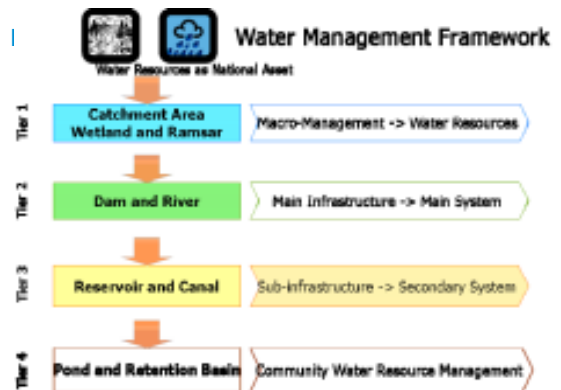 Water Management Framework
Water Resources as National Asset
Tier 1
Catchment Area
Wetland and Ramsar
Macro-Management -> Water Resources
Tier 2
Dam and River
Main Infrastructure -> Main System
Tier 3
Reservoir and Canal
Sub-infrastructure -> Secondary System
Tier 4
Pond and Retention Basin
Community Water Resource Management